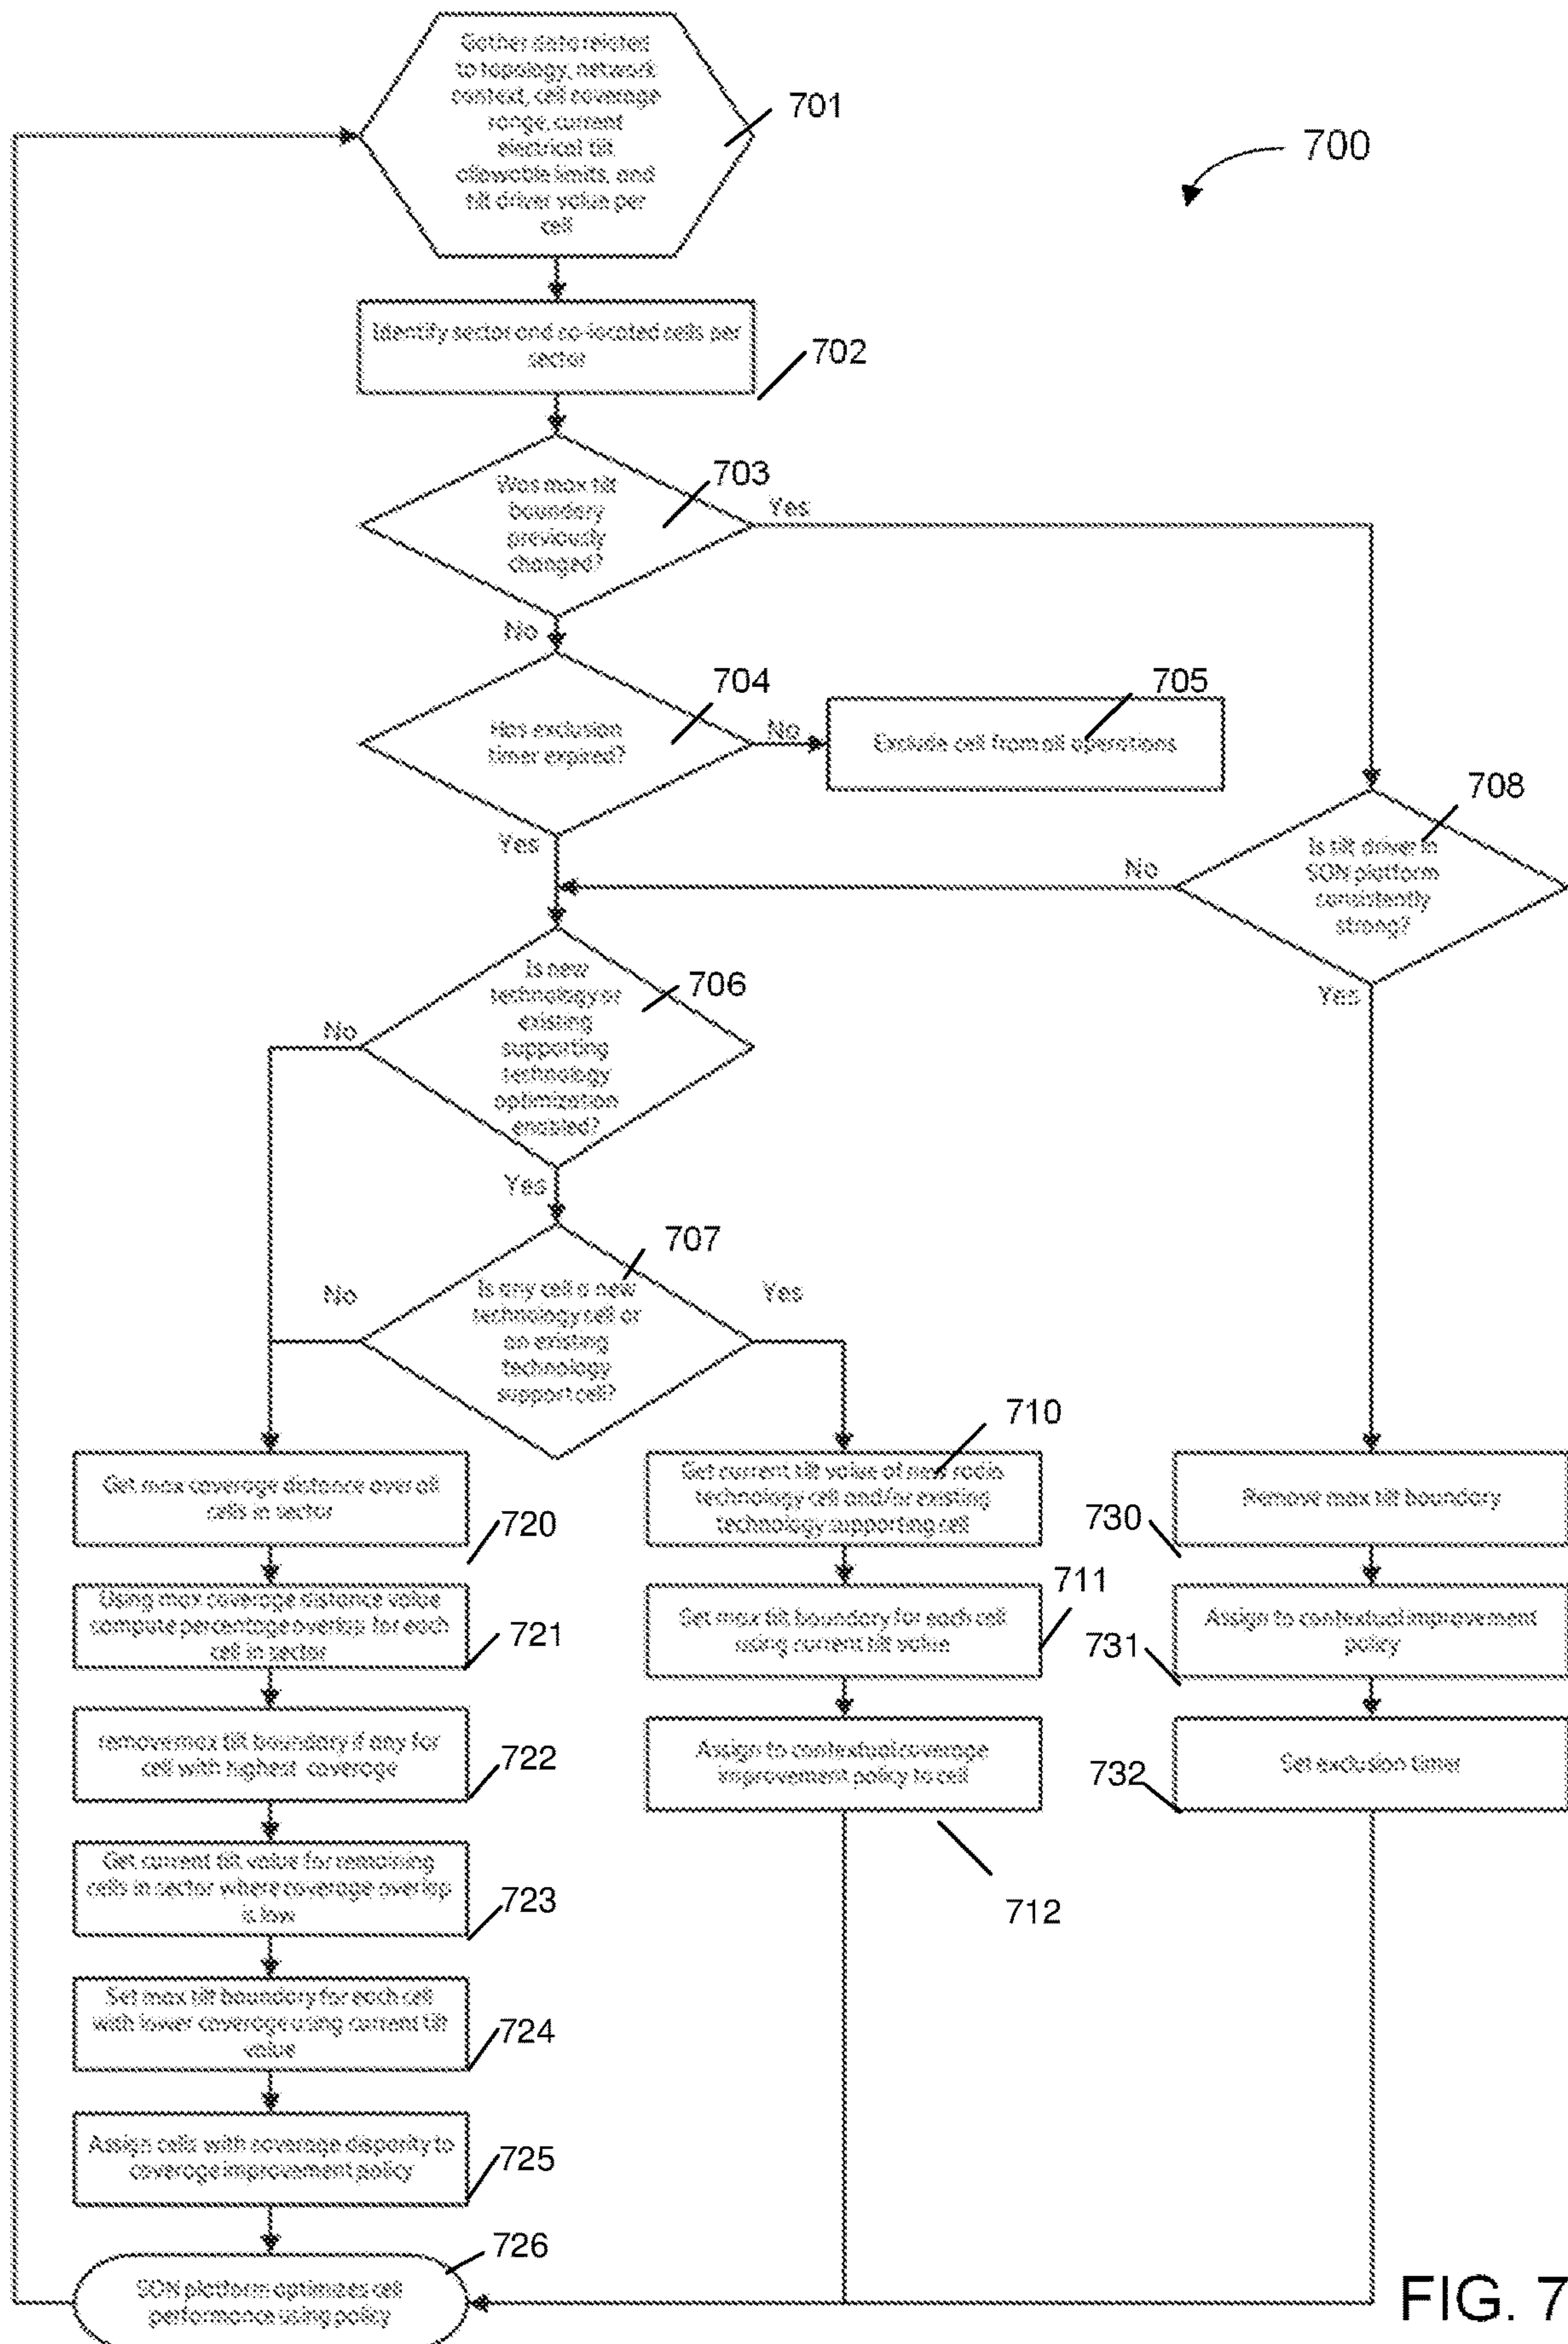 Gather data related
to topology, network
context, cell coverage
range, current
electrical tilt,
allowable limits, and
tilt driver value per
cell
701
700
Identify sector and co-located cells per
sector
702
Was max tilt
boundary
previously
changed?
703
Yes
No
Has exclusion
timer expired?
704
No
Exclude cell from all operations
705
Yes
Is tilt driver in
SON platform
consistently
strong?
708
No
Yes
Is new
technology or
existing
supporting
technology
optimization
enabled?
706
No
Yes
Is any cell a new
technology cell or
an existing
technology
support cell?
707
No
Yes
Get max coverage distance over all
cells in sector
720
Get current tilt value of new radio
technology cell and/or existing
technology supporting cell
710
Remove max tilt boundary
730
Using max coverage distance value
compute percentage overlap for each
cell in sector
721
Set max tilt boundary for each cell
using current tilt value
711
Assign to contextual improvement
policy
731
remove max tilt boundary if any for
cell with highest coverage
722
Assign to contextual coverage
improvement policy to cell
712
Set exclusion timer
732
Get current tilt value for remaining
cells in sector where coverage overlap
is low
723
Set max tilt boundary for each cell
with lower coverage using current tilt
value
724
Assign cells with coverage disparity to
coverage improvement policy
725
SON platform optimizes cell
performance using policy
726
FIG. 7